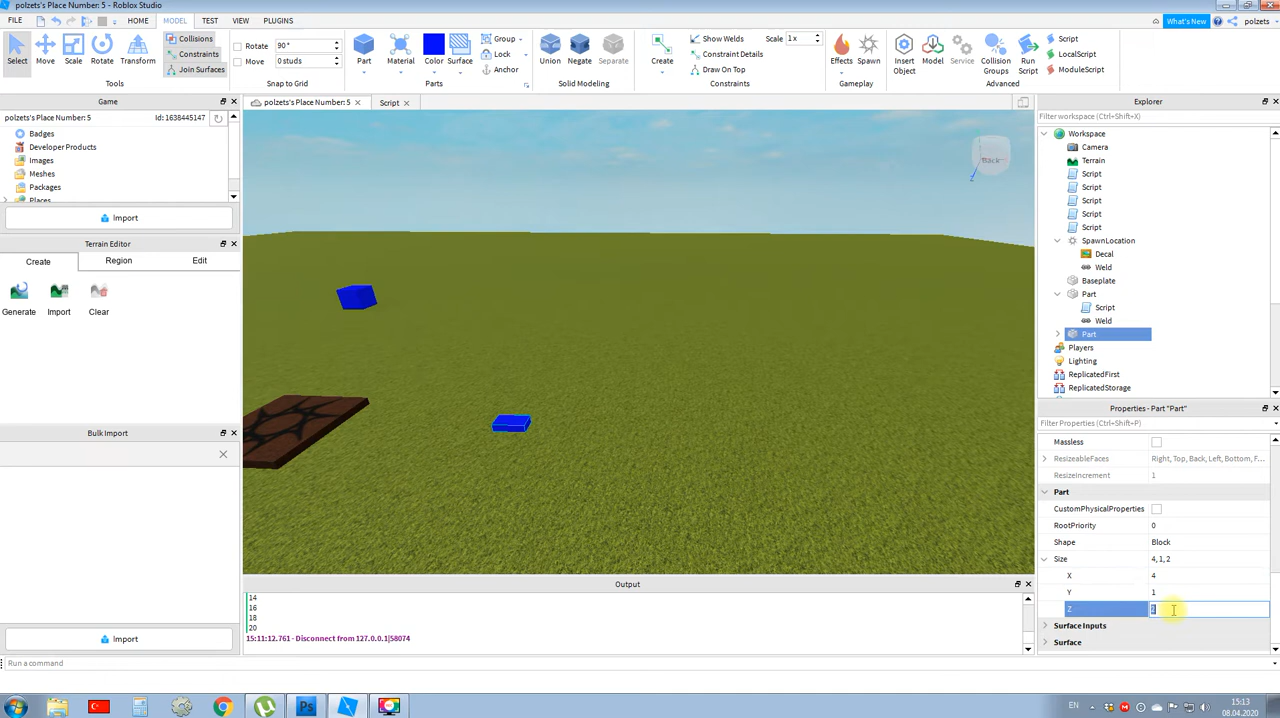 polzets's Place Number: 5 - Roblox Studio
FILE
HOME
MODEL
TEST
VIEW
PLUGINS
What's New
polzets
Select
Move
Scale
Rotate
Transform
Collisions
Constraints
Join Surfaces
Tools
Rotate 90°
Move 0 studs
Snap to Grid
Part
Material
Color
Surface
Group
Lock
Anchor
Parts
Union
Negate
Separate
Solid Modeling
Create
Show Welds
Constraint Details
Draw On Top
Scale 1 x
Constraints
Effects
Spawn
Gameplay
Insert Object
Model
Service
Collision Groups
Run Script
Script
LocalScript
ModuleScript
Advanced
Game
polzets's Place Number: 5
Id: 1638445147
Badges
Developer Products
Images
Meshes
Packages
Places
Import
Terrain Editor
Create
Region
Edit
Generate
Import
Clear
Bulk Import
Import
polzets's Place Number: 5
Script
Back
Z
Output
14
16
18
20
15:11:12.761 - Disconnect from 127.0.0.1|58074
Run a command
Explorer
Filter workspace (Ctrl+Shift+X)
Workspace
Camera
Terrain
Script
Script
Script
Script
Script
SpawnLocation
Decal
Weld
Baseplate
Part
Script
Weld
Part
Players
Lighting
ReplicatedFirst
ReplicatedStorage
Properties - Part "Part"
Filter Properties (Ctrl+Shift+P)
Massless
ResizeableFaces Right, Top, Back, Left, Bottom, F...
ResizeIncrement 1
Part
CustomPhysicalProperties
RootPriority 0
Shape Block
Size 4, 1, 2
X 4
Y 1
Z 2
Surface Inputs
Surface
Ps
EN
15:13
08.04.2020